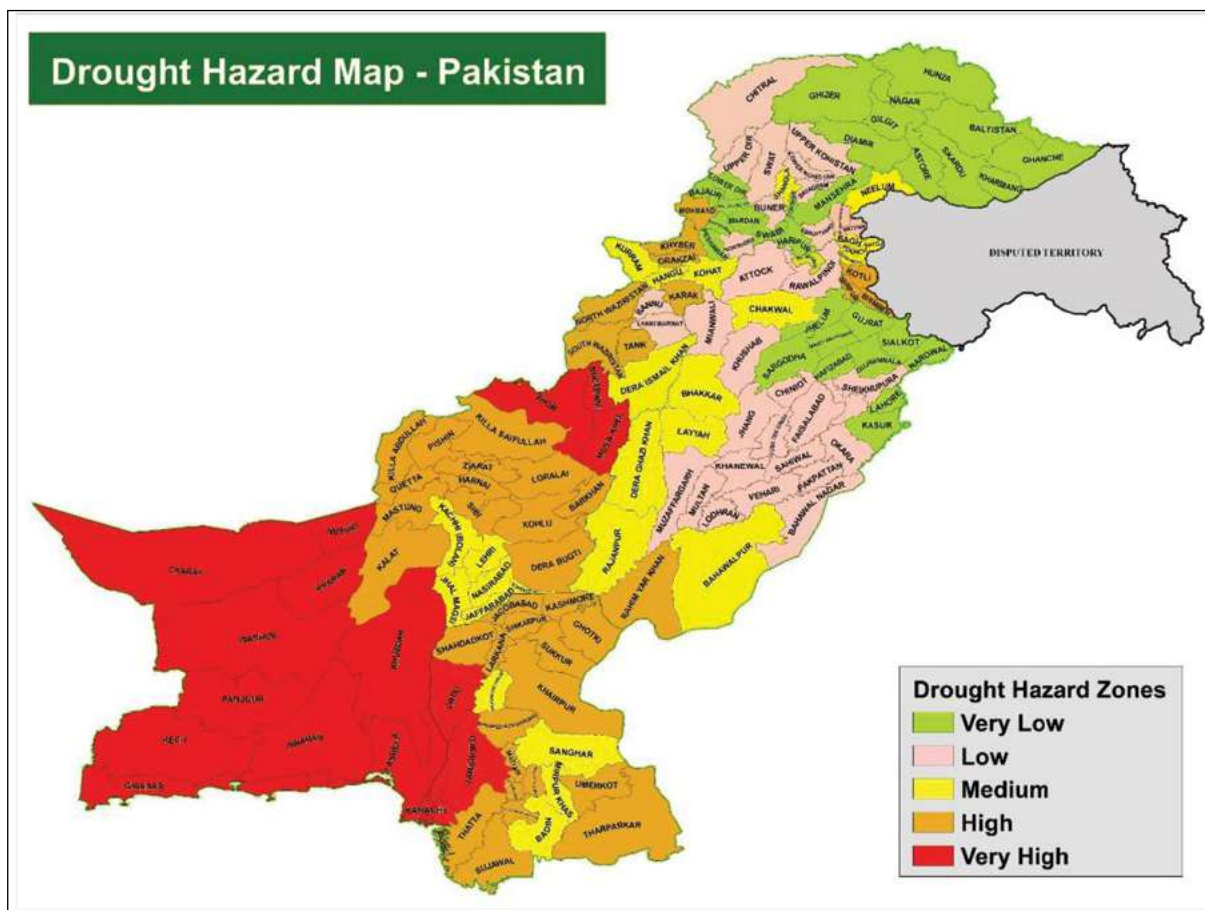 Drought Hazard Map - Pakistan
HUNZA
CHITRAL
GHIZER
NAGAR
GILGIT
BALTISTAN
DIAMIR
UPPER KOHISTAN
UPPER DIR
SWAT
ASTORE
SKARDU
GHANCHE
KHARMANG
LOWER DIR
BAJAUR
MANSEHRA
NEELUM
BUNER
MOHMAND
MARDAN
SWABI
HARIPUR
BAGH
DISPUTED TERRITORY
KHYBER
KURRAM
ORAKZAI
HANGU
KOHAT
ATTOCK
RAWALPINDI
KOTLI
NORTH WAZIRISTAN
KARAK
BANNU
LAKKI MARWAT
MIANWALI
CHAKWAL
JHELUM
GUJRAT
SIALKOT
SOUTH WAZIRISTAN
TANK
KHUSHAB
SARGODHA
HAFIZABAD
GUJRANWALA
NAROWAL
DERA ISMAIL KHAN
BHAKKAR
CHINIOT
SHEIKHUPURA
LAHORE
KASUR
MUSA KHEL
LAYYAH
JHANG
FAISALABAD
OKARA
KILLA ABDULLAH
PISHIN
KILLA SAIFULLAH
DERA GHAZI KHAN
KHANEWAL
SAHIWAL
PAKPATTAN
ZIARAT
LORALAI
QUETTA
HARNAI
BARKHAN
MUZAFFARGARH
MULTAN
VEHARI
LODHRAN
BAHAWAL NAGAR
MASTUNG
SIBI
KOHLU
KACHHI (BOLAN)
LEHRI
KALAT
DERA BUGTI
RAJANPUR
BAHAWALPUR
NASIRABAD
JHAL MAGSI
JAFFARABAD
RAHIM YAR KHAN
JACOBABAD
KASHMORE
SHIKARPUR
GHOTKI
SHAHDADKOT
LARKANA
SUKKUR
KHAIRPUR
PANJGUR
SANGHAR
KARACHI
MIRPUR KHAS
UMERKOT
THATTA
BADIN
THARPARKAR
SUJAWAL
Drought Hazard Zones
Very Low
Low
Medium
High
Very High